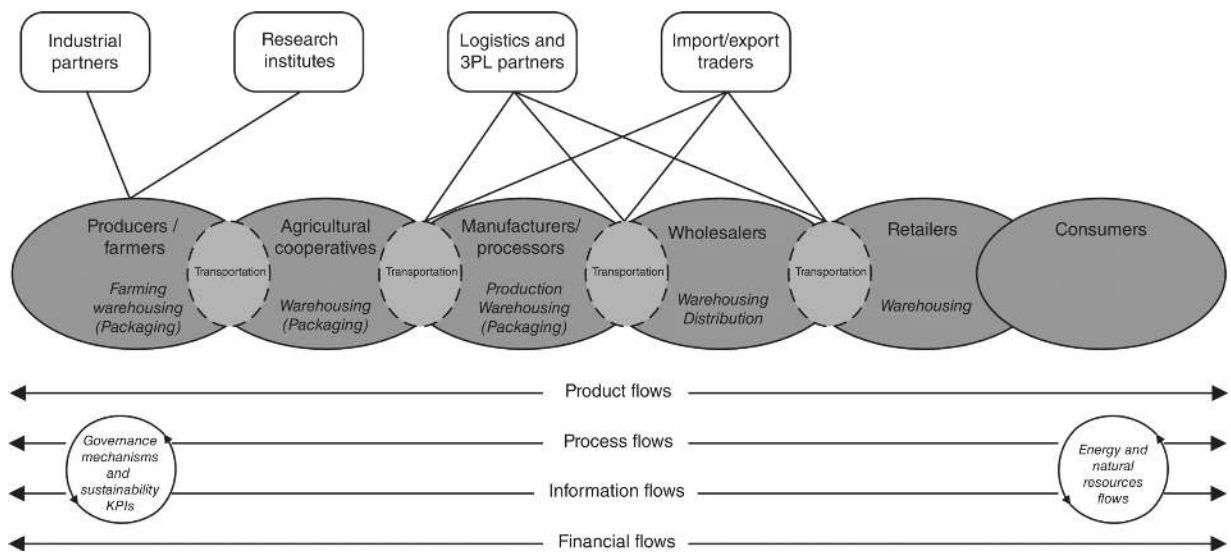 Industrial
partners
Research
institutes
Logistics and
3PL partners
Import/export
traders
Producers /
farmers
Farming
warehousing
(Packaging)
Transportation
Agricultural
cooperatives
Warehousing
(Packaging)
Transportation
Manufacturers/
processors
Production
Warehousing
(Packaging)
Transportation
Wholesalers
Warehousing
Distribution
Transportation
Retailers
Warehousing
Consumers
Product flows
Process flows
Information flows
Financial flows
Governance
mechanisms
and
sustainability
KPIs
Energy and
natural
resources
flows